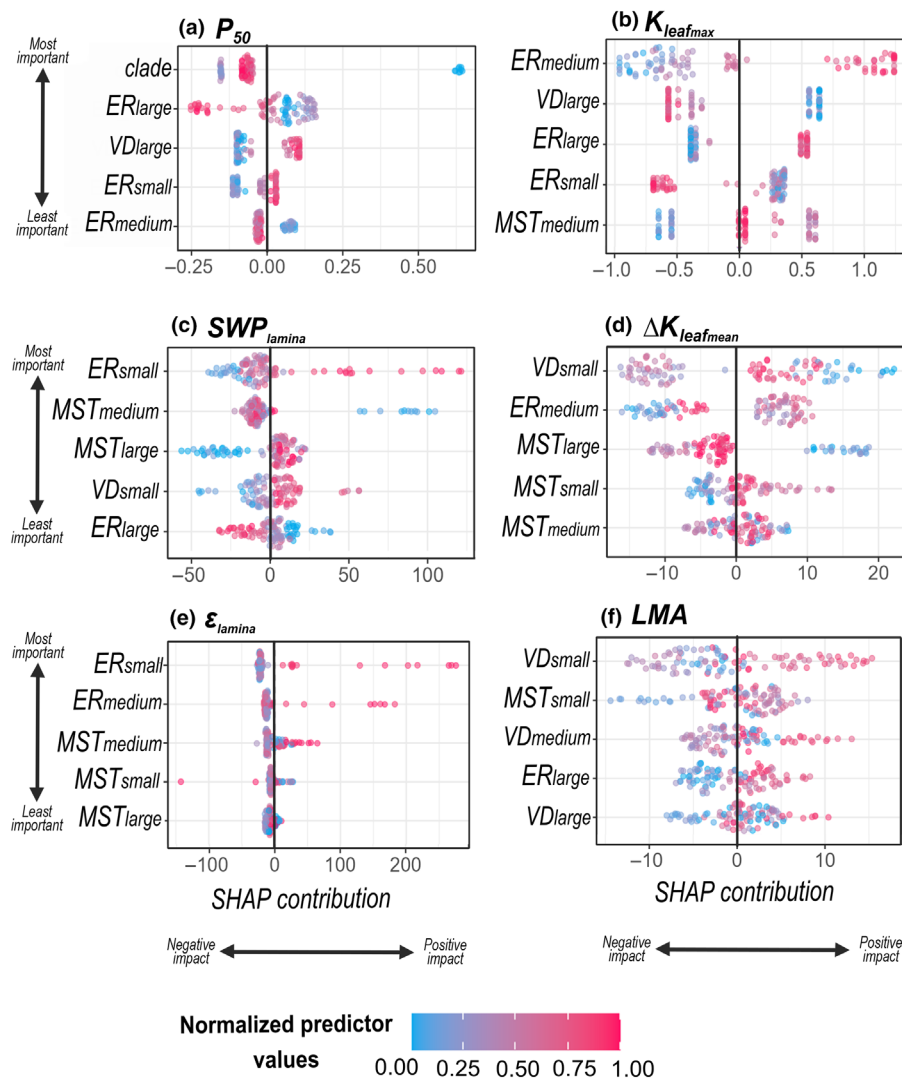 (a) P50
(b) Kleafmax
Most
important
Least
important
clade
ERlarge
VDlarge
ERsmall
ERmedium
−0.25 0.00 0.25 0.50
ERmedium
VDlarge
ERlarge
ERsmall
MSTmedium
−1.0 −0.5 0.0 0.5 1.0
(c) SWPlamina
(d) ΔKleafmean
Most
important
Least
important
ERsmall
MSTmedium
MSTlarge
VDsmall
ERlarge
−50 0 50 100
VDsmall
ERmedium
MSTlarge
MSTsmall
MSTmedium
−10 0 10 20
(e) εlamina
(f) LMA
Most
important
Least
important
ERsmall
ERmedium
MSTmedium
MSTsmall
MSTlarge
−100 0 100 200
VDsmall
MSTsmall
VDmedium
ERlarge
VDlarge
−10 0 10
SHAP contribution
SHAP contribution
Negative
impact
Positive
impact
Negative
impact
Positive
impact
Normalized predictor
values
0.00 0.25 0.50 0.75 1.00